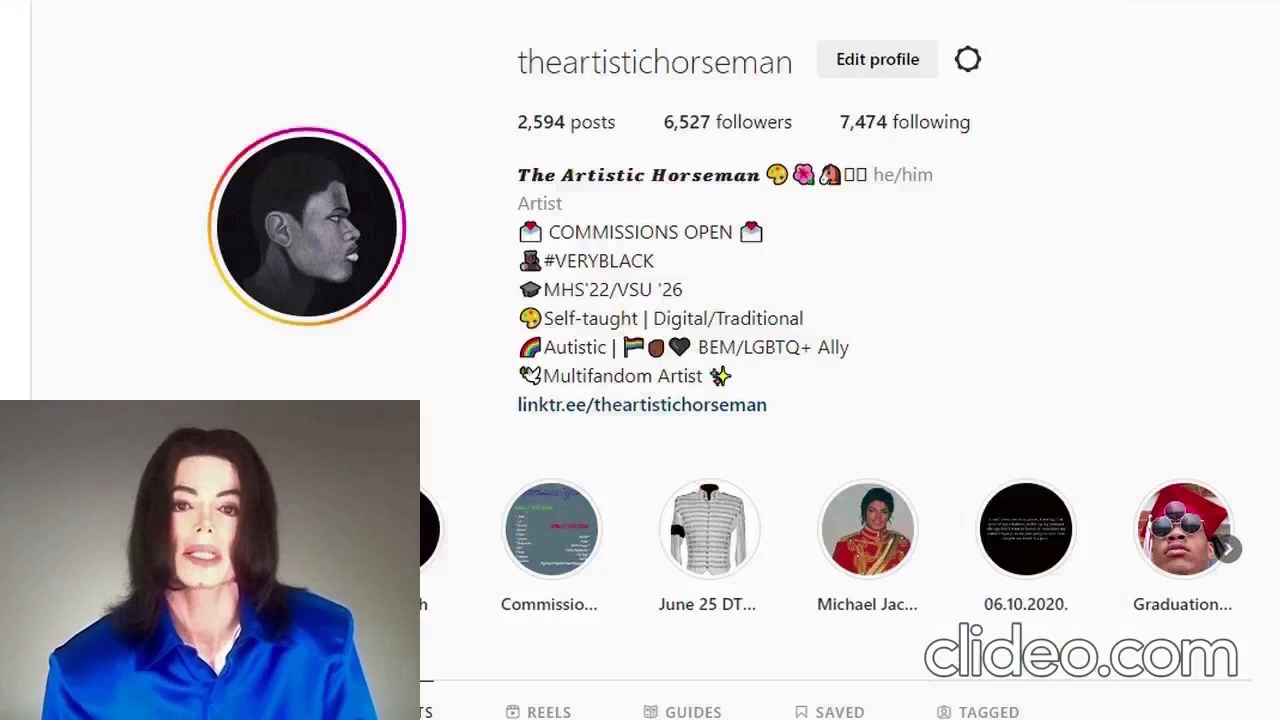 theartistichorseman Edit profile
2,594 posts 6,527 followers 7,474 following
The Artistic Horseman 🎨🌺🐴 he/him
Artist
💌 COMMISSIONS OPEN 💌
#VERYBLACK
🎓MHS'22/VSU '26
🎨Self-taught | Digital/Traditional
🌈Autistic | 🏳️‍🌈✊🏾🖤 BEM/LGBTQ+ Ally
🕊Multifandom Artist ✨
linktr.ee/theartistichorseman
h Commissio... June 25 DT... Michael Jac... 06.10.2020. Graduation...
clideo.com
TS REELS GUIDES SAVED TAGGED